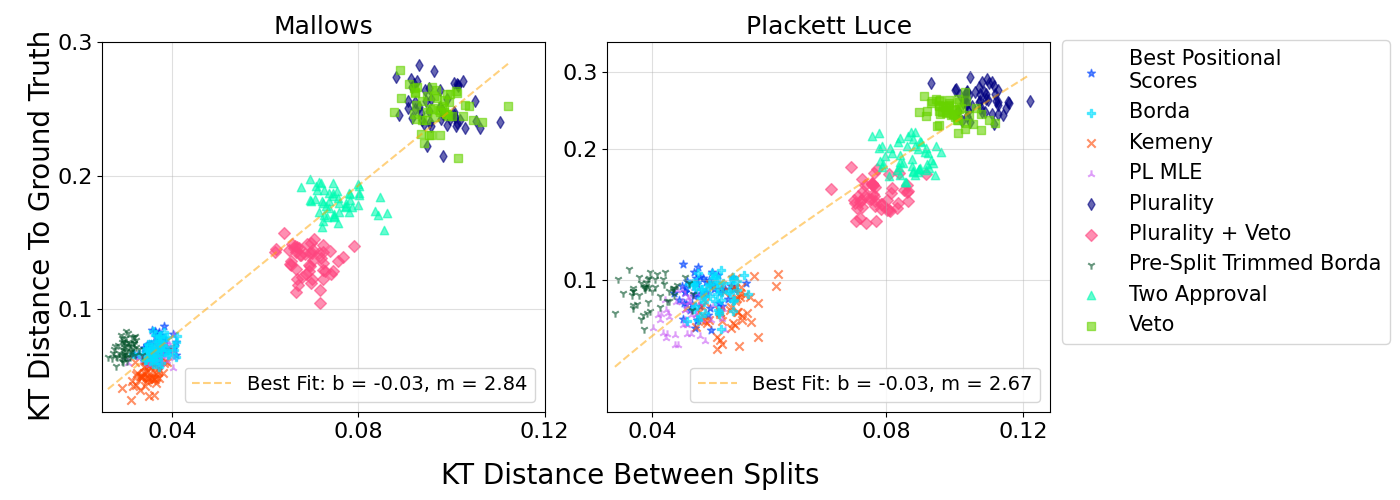 Mallows
Plackett Luce
KT Distance To Ground Truth
0.3
0.2
0.1
0.04
0.08
0.12
Best Fit: b = -0.03, m = 2.84
0.3
0.2
0.1
0.04
0.08
0.12
Best Fit: b = -0.03, m = 2.67
KT Distance Between Splits
Best Positional
Scores
Borda
Kemeny
PL MLE
Plurality
Plurality + Veto
Pre-Split Trimmed Borda
Two Approval
Veto